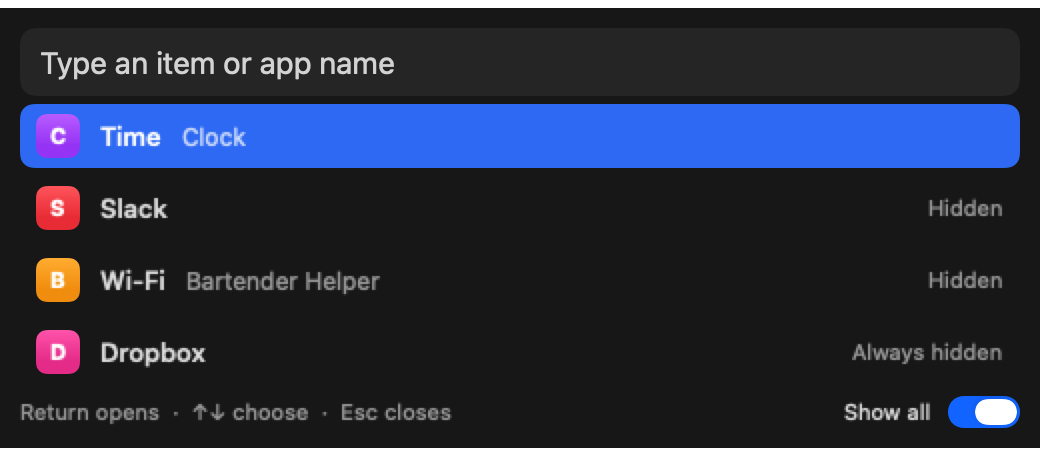 Type an item or app name
C Time Clock
S Slack Hidden
B Wi-Fi Bartender Helper Hidden
D Dropbox Always hidden
Return opens · ↑↓ choose · Esc closes Show all